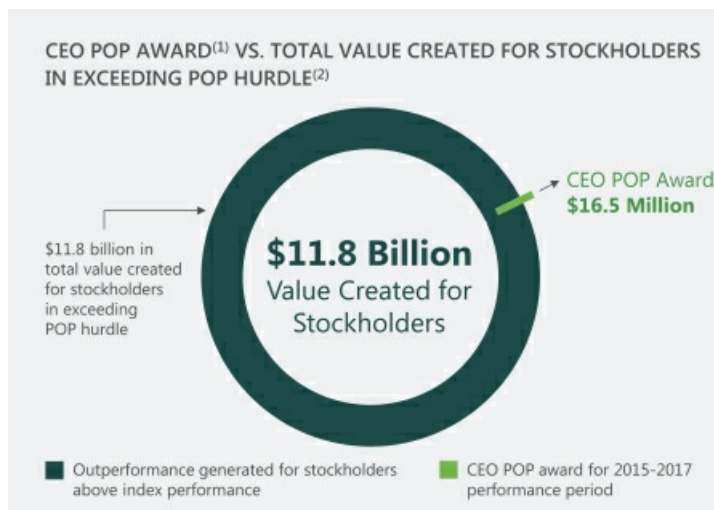 CEO POP AWARD(1) VS. TOTAL VALUE CREATED FOR STOCKHOLDERS
IN EXCEEDING POP HURDLE(2)
CEO POP Award
$16.5 Million
$11.8 billion in
total value created
for stockholders
in exceeding
POP hurdle
$11.8 Billion
Value Created for
Stockholders
Outperformance generated for stockholders
above index performance
CEO POP award for 2015-2017
performance period